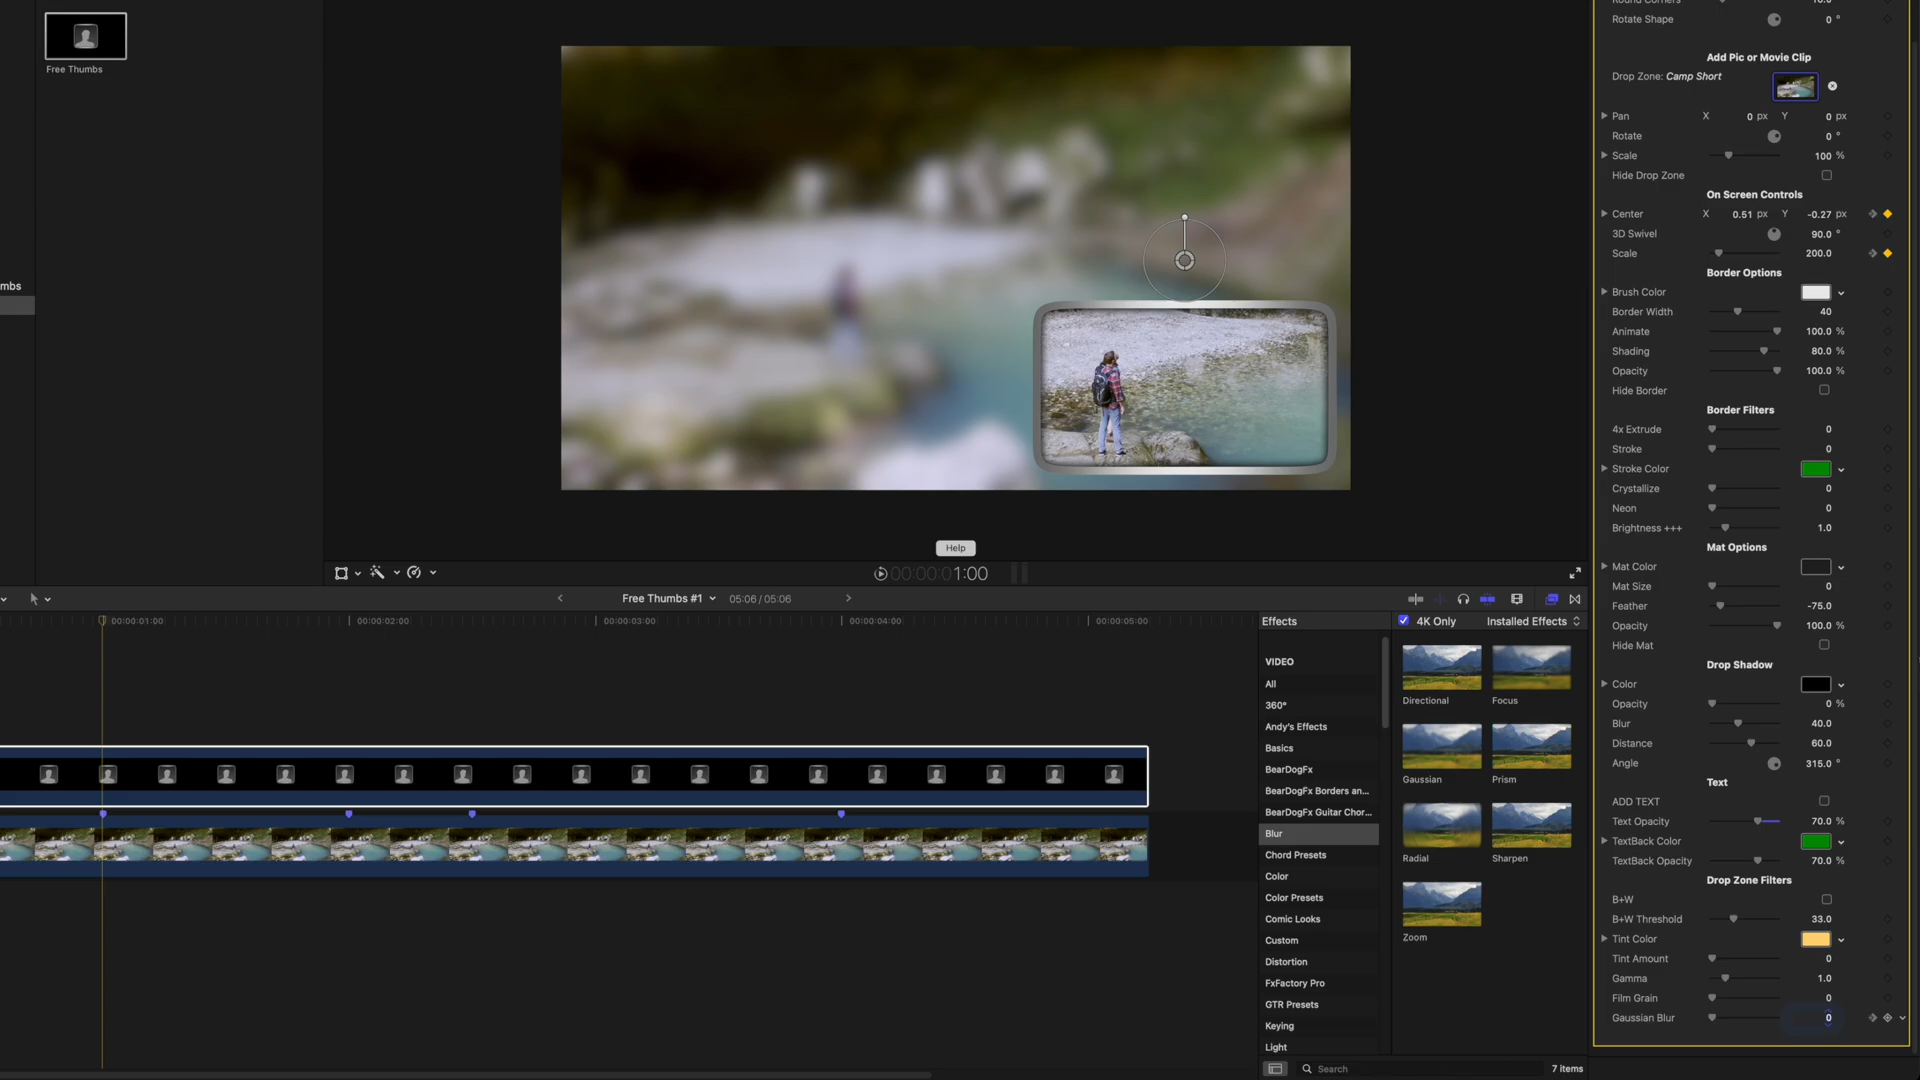 Free Thumbs
mbs
Help
00:00:01:00
Free Thumbs #1
05:06 / 05:06
00:00:01:00
00:00:02:00
00:00:03:00
00:00:04:00
00:00:05:00
Effects
4K Only
Installed Effects
VIDEO
All
360°
Andy's Effects
Basics
BearDogFx
BearDogFx Borders an...
BearDogFx Guitar Chor...
Blur
Chord Presets
Color
Color Presets
Comic Looks
Custom
Distortion
FxFactory Pro
GTR Presets
Keying
Light
Directional
Focus
Gaussian
Prism
Radial
Sharpen
Zoom
Search
7 items
Rotate Shape 0 °
Add Pic or Movie Clip
Drop Zone: Camp Short
Pan X 0 px Y 0 px
Rotate 0 °
Scale 100 %
Hide Drop Zone
On Screen Controls
Center X 0.51 px Y -0.27 px
3D Swivel 90.0 °
Scale 200.0
Border Options
Brush Color
Border Width 40
Animate 100.0 %
Shading 80.0 %
Opacity 100.0 %
Hide Border
Border Filters
4x Extrude 0
Stroke 0
Stroke Color
Crystallize 0
Neon 0
Brightness +++ 1.0
Mat Options
Mat Color
Mat Size 0
Feather -75.0
Opacity 100.0 %
Hide Mat
Drop Shadow
Color
Opacity 0 %
Blur 40.0
Distance 60.0
Angle 315.0 °
Text
ADD TEXT
Text Opacity 70.0 %
TextBack Color
TextBack Opacity 70.0 %
Drop Zone Filters
B+W
B+W Threshold 33.0
Tint Color
Tint Amount 0
Gamma 1.0
Film Grain 0
Gaussian Blur 0